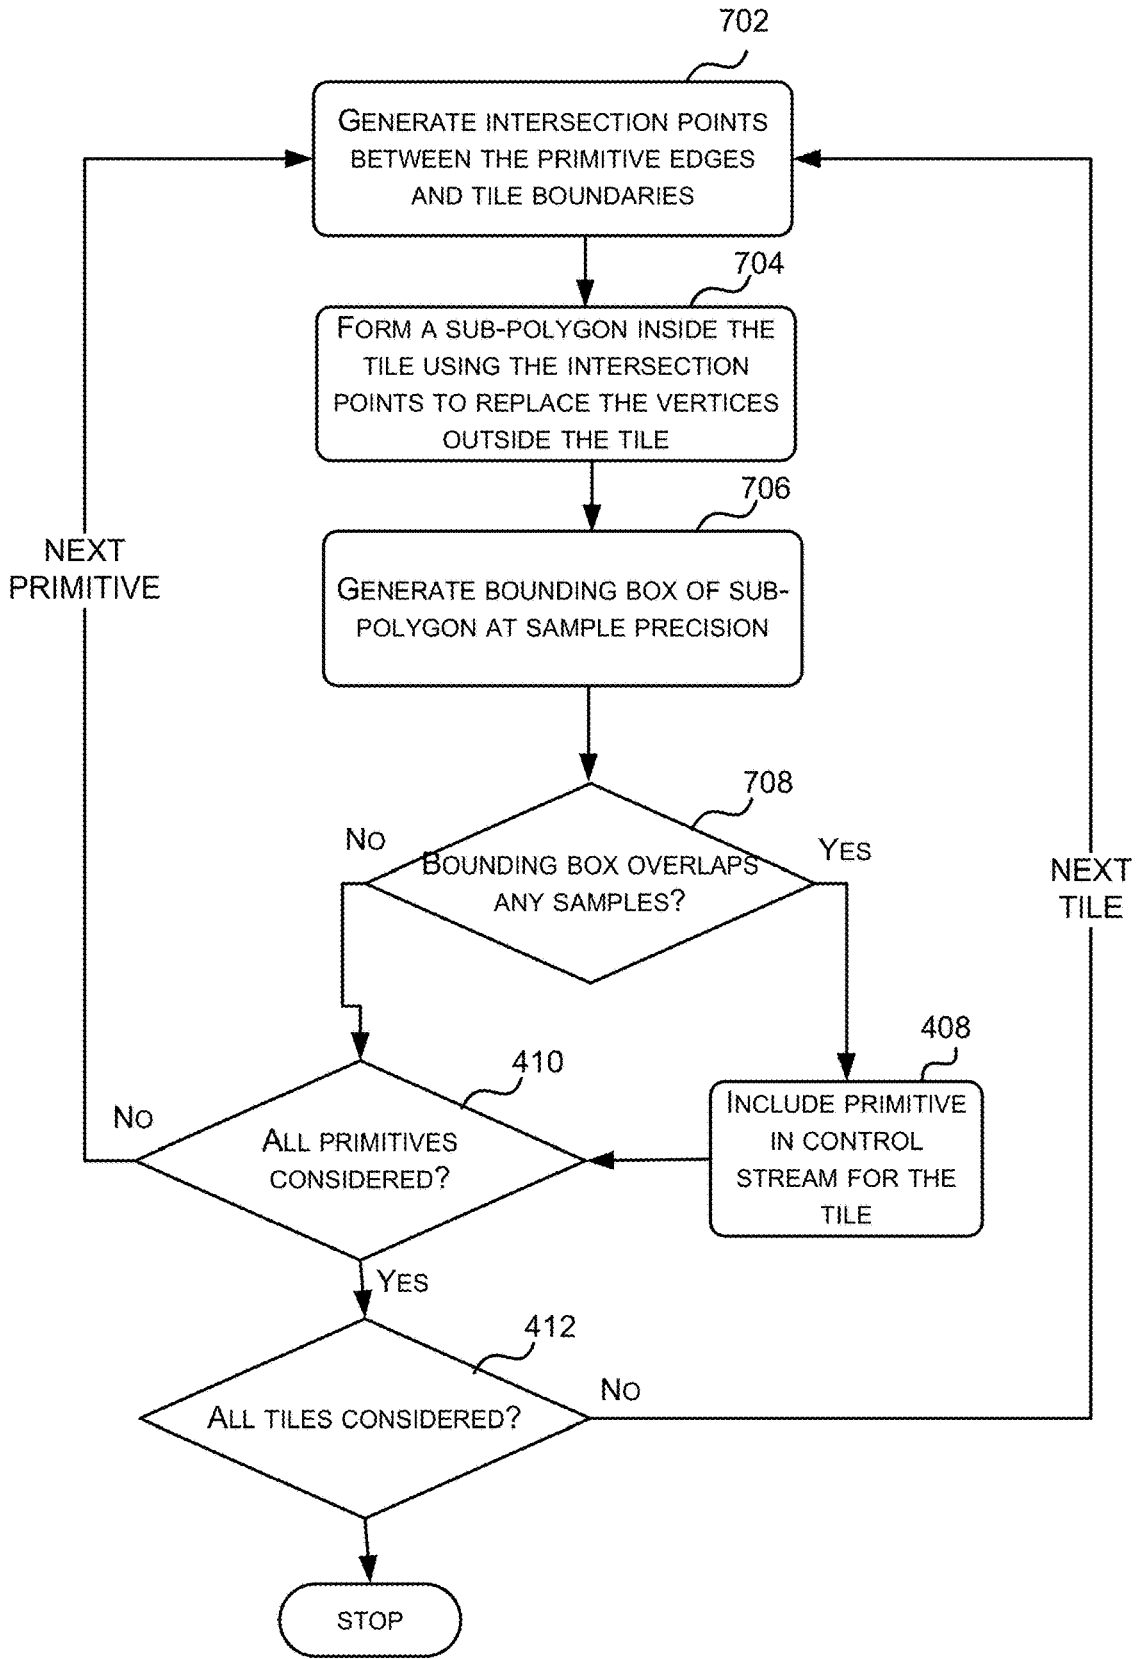 702
GENERATE INTERSECTION POINTS
BETWEEN THE PRIMITIVE EDGES
AND TILE BOUNDARIES
704
FORM A SUB-POLYGON INSIDE THE
TILE USING THE INTERSECTION
POINTS TO REPLACE THE VERTICES
OUTSIDE THE TILE
706
GENERATE BOUNDING BOX OF SUB-
POLYGON AT SAMPLE PRECISION
NEXT
PRIMITIVE
708
NO
YES
BOUNDING BOX OVERLAPS
ANY SAMPLES?
NEXT
TILE
408
INCLUDE PRIMITIVE
IN CONTROL
STREAM FOR THE
TILE
410
NO
ALL PRIMITIVES
CONSIDERED?
YES
412
NO
ALL TILES CONSIDERED?
STOP